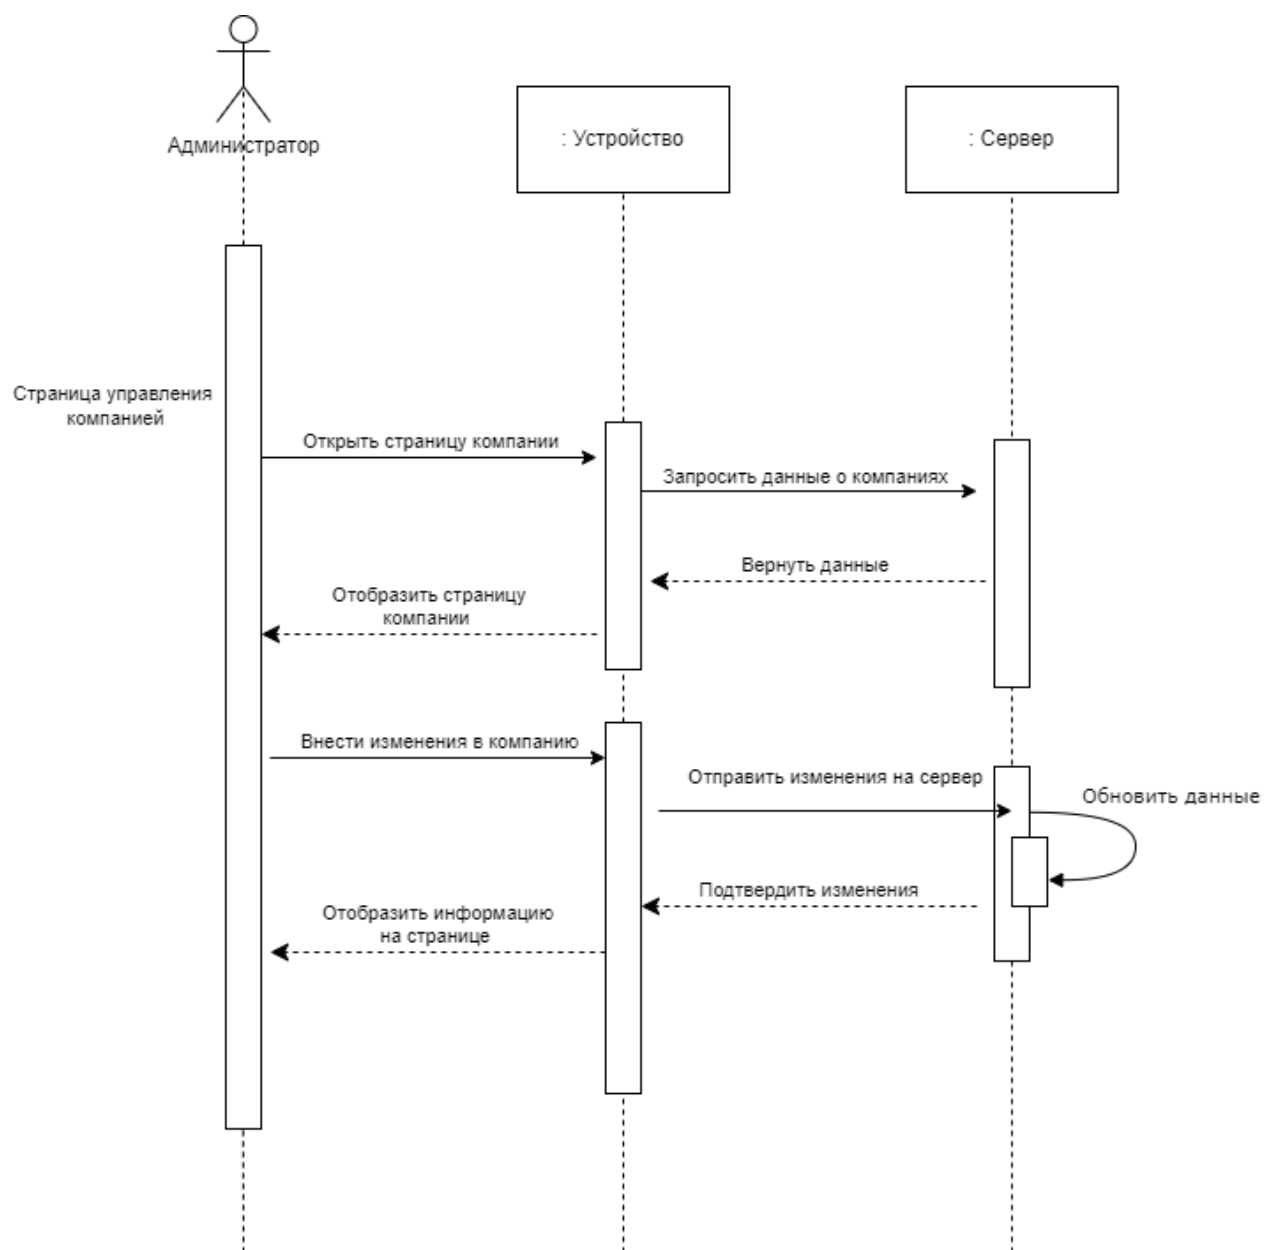 Администратор
: Устройство
: Сервер
Страница управления
компанией
Открыть страницу компании
Запросить данные о компаниях
Вернуть данные
Отобразить страницу
компании
Внести изменения в компанию
Отправить изменения на сервер
Обновить данные
Подтвердить изменения
Отобразить информацию
на странице